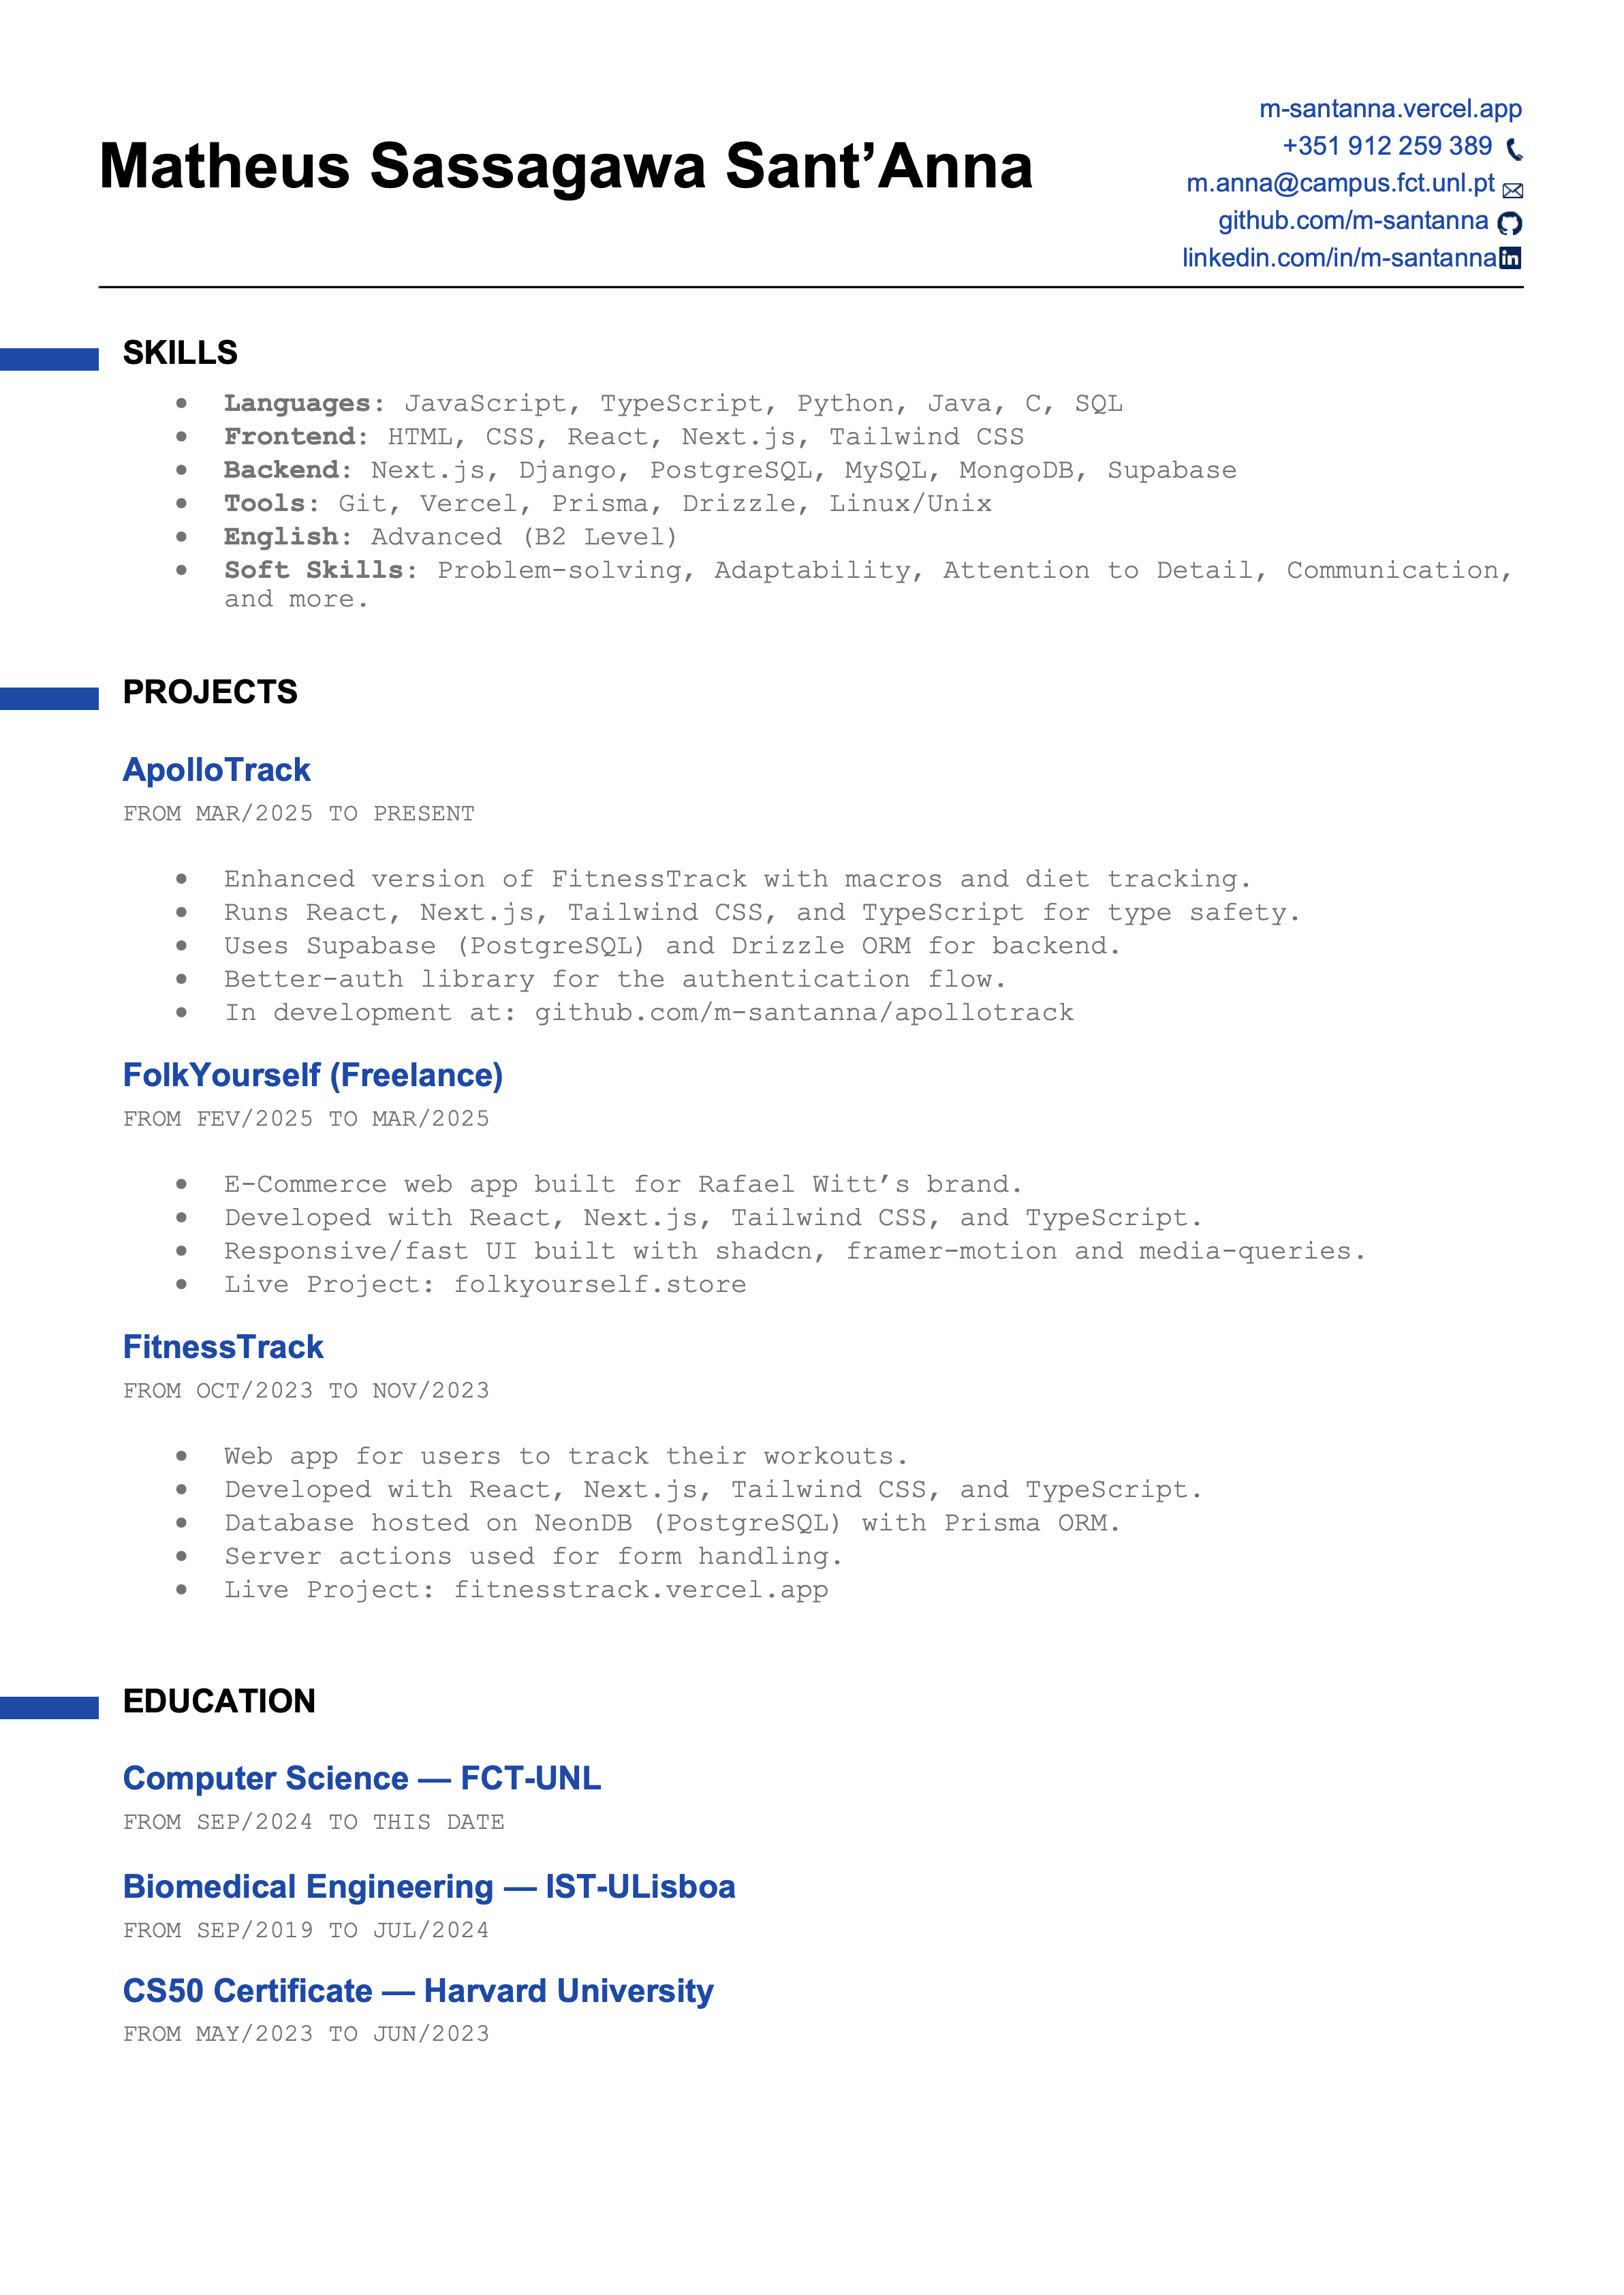 Matheus Sassagawa Sant’Anna
m-santanna.vercel.app
+351 912 259 389
m.anna@campus.fct.unl.pt
github.com/m-santanna
linkedin.com/in/m-santanna
SKILLS
● Languages: JavaScript, TypeScript, Python, Java, C, SQL
● Frontend: HTML, CSS, React, Next.js, Tailwind CSS
● Backend: Next.js, Django, PostgreSQL, MySQL, MongoDB, Supabase
● Tools: Git, Vercel, Prisma, Drizzle, Linux/Unix
● English: Advanced (B2 Level)
● Soft Skills: Problem-solving, Adaptability, Attention to Detail, Communication,
and more.
PROJECTS
ApolloTrack
FROM MAR/2025 TO PRESENT
● Enhanced version of FitnessTrack with macros and diet tracking.
● Runs React, Next.js, Tailwind CSS, and TypeScript for type safety.
● Uses Supabase (PostgreSQL) and Drizzle ORM for backend.
● Better-auth library for the authentication flow.
● In development at: github.com/m-santanna/apollotrack
FolkYourself (Freelance)
FROM FEV/2025 TO MAR/2025
● E-Commerce web app built for Rafael Witt’s brand.
● Developed with React, Next.js, Tailwind CSS, and TypeScript.
● Responsive/fast UI built with shadcn, framer-motion and media-queries.
● Live Project: folkyourself.store
FitnessTrack
FROM OCT/2023 TO NOV/2023
● Web app for users to track their workouts.
● Developed with React, Next.js, Tailwind CSS, and TypeScript.
● Database hosted on NeonDB (PostgreSQL) with Prisma ORM.
● Server actions used for form handling.
● Live Project: fitnesstrack.vercel.app
EDUCATION
Computer Science — FCT-UNL
FROM SEP/2024 TO THIS DATE
Biomedical Engineering — IST-ULisboa
FROM SEP/2019 TO JUL/2024
CS50 Certificate — Harvard University
FROM MAY/2023 TO JUN/2023